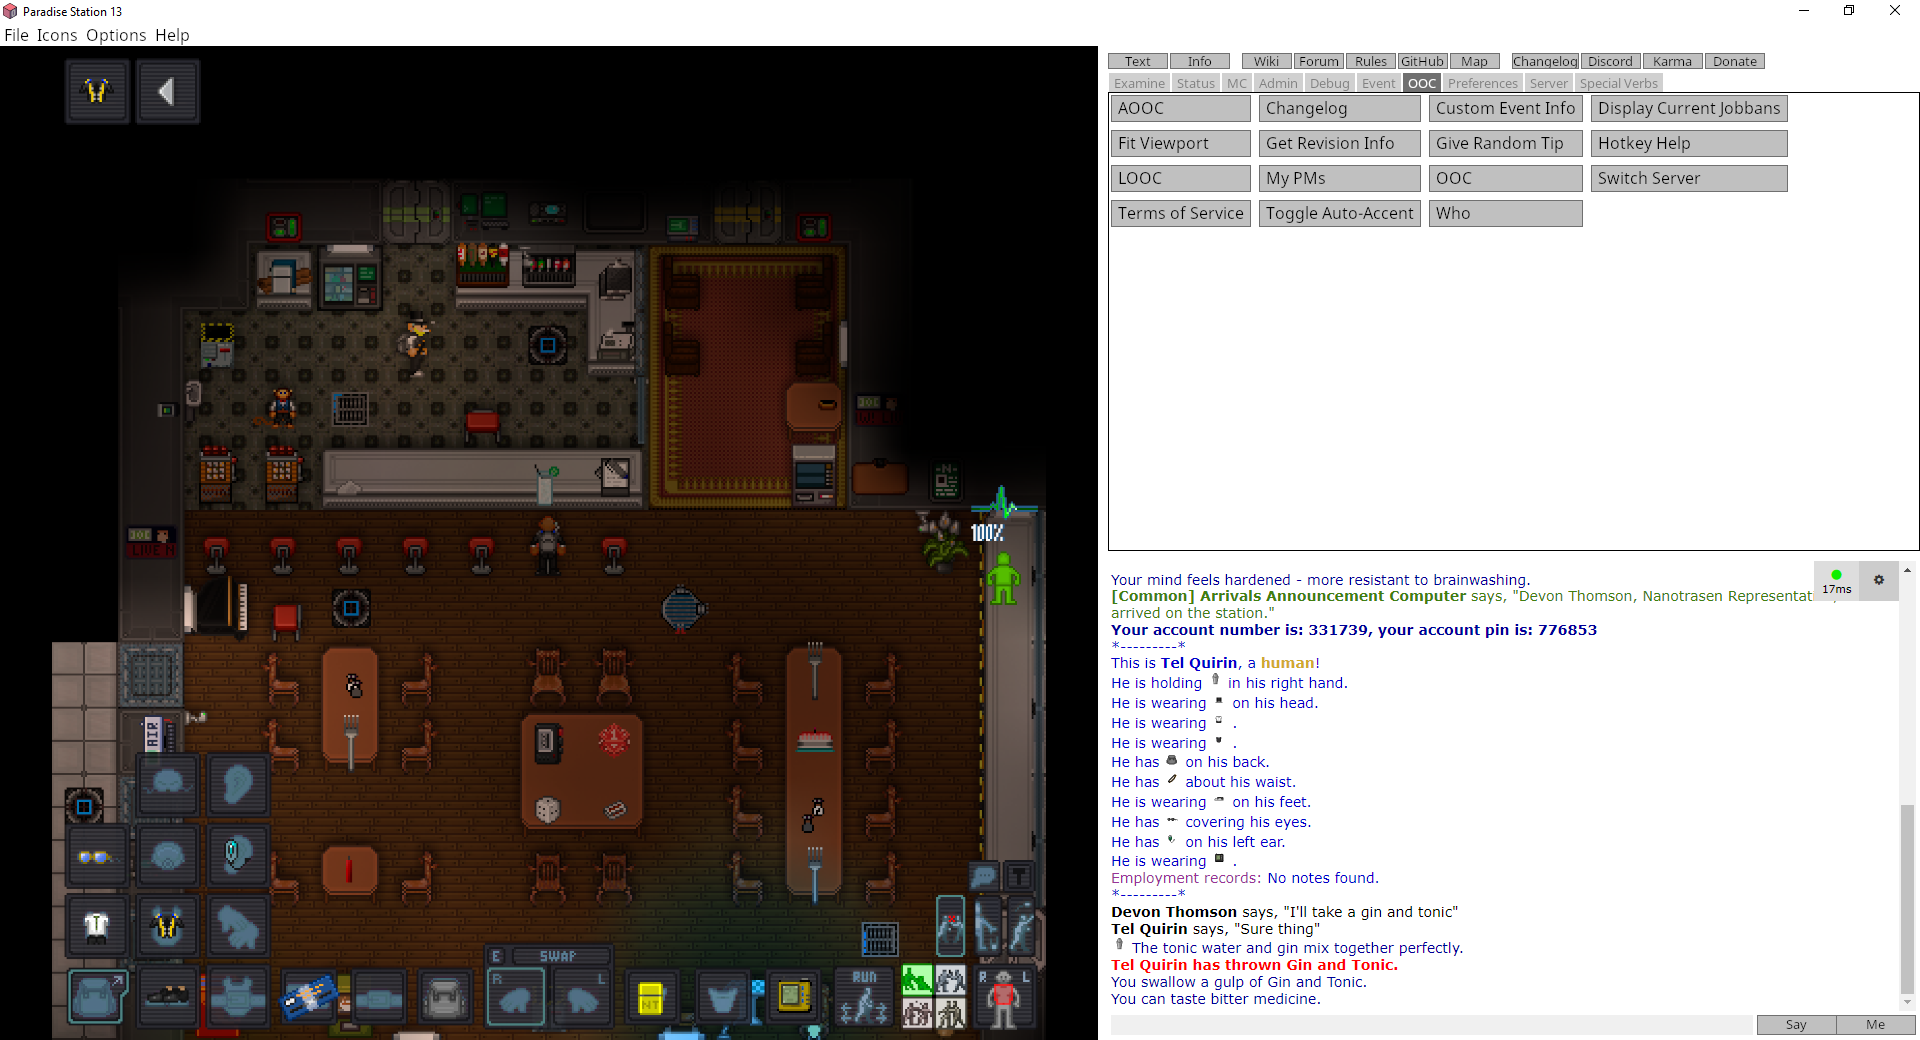 Paradise Station 13
File Icons Options Help
Text Info Wiki Forum Rules GitHub Map Changelog Discord Karma Donate
Examine Status MC Admin Debug Event OOC Preferences Server Special Verbs
AOOC Changelog Custom Event Info Display Current Jobbans
Fit Viewport Get Revision Info Give Random Tip Hotkey Help
LOOC My PMs OOC Switch Server
Terms of Service Toggle Auto-Accent Who
100%
LIVE N
AIR
E SWAP
R L
NT
RUN
R L
T
17ms
Your mind feels hardened - more resistant to brainwashing.
[Common] Arrivals Announcement Computer says, "Devon Thomson, Nanotrasen Representati
arrived on the station."
Your account number is: 331739, your account pin is: 776853
*---------*
This is Tel Quirin, a human!
He is holding in his right hand.
He is wearing on his head.
He is wearing .
He is wearing .
He has on his back.
He has about his waist.
He is wearing on his feet.
He has covering his eyes.
He has on his left ear.
He is wearing .
Employment records: No notes found.
*---------*
Devon Thomson says, "I'll take a gin and tonic"
Tel Quirin says, "Sure thing"
The tonic water and gin mix together perfectly.
Tel Quirin has thrown Gin and Tonic.
You swallow a gulp of Gin and Tonic.
You can taste bitter medicine.
Say Me